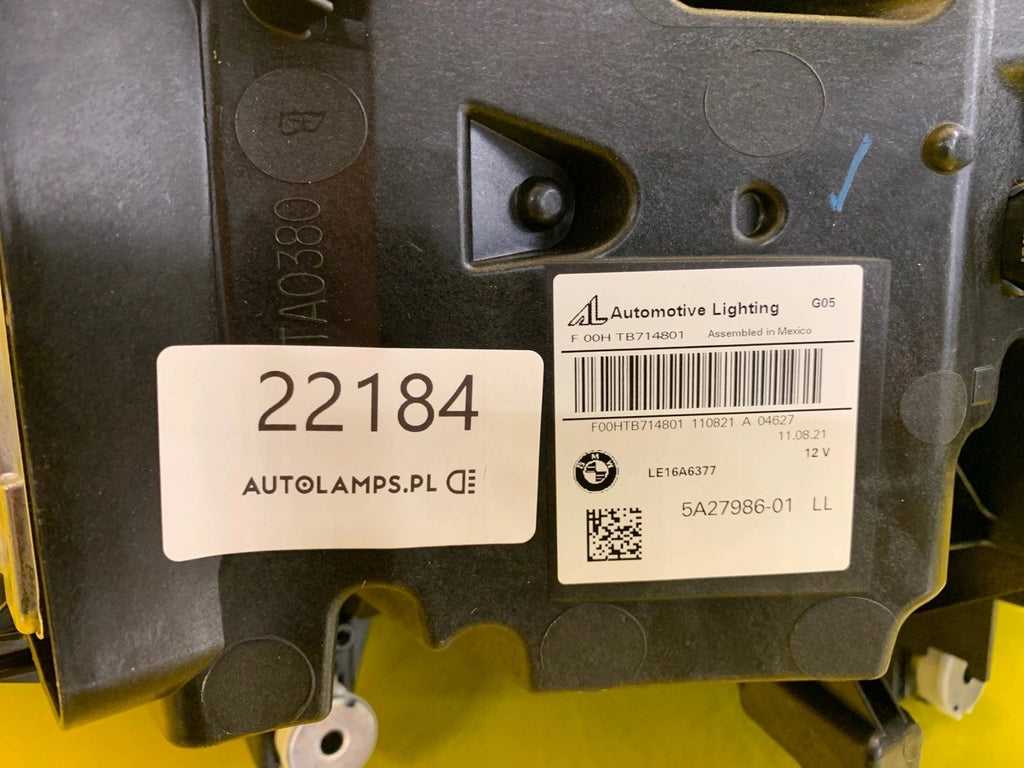 TA0380
22184
AUTOLAMPS.PL
AL Automotive Lighting G05
F 00H TB714801 Assembled in Mexico
F00HTB714801 110821 A 04627
11.08.21
12 V
BMW
LE16A6377
5A27986-01 LL